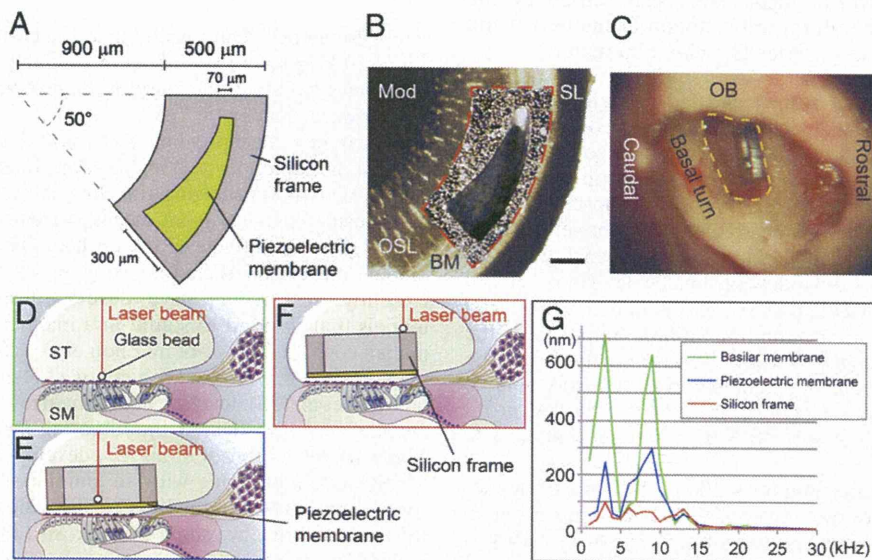 A
900 µm
500 µm
70 µm
50°
Silicon frame
Piezoelectric membrane
300 µm
B
Mod
SL
OSL
BM
C
OB
Caudal
Basal turn
Rostral
D
Laser beam
Glass bead
ST
SM
E
Laser beam
Piezoelectric
membrane
F
Laser beam
Silicon frame
G
(nm)
600
400
200
100
0
Basilar membrane
Piezoelectric membrane
Silicon frame
0 5 10 15 20 25 30 (kHz)